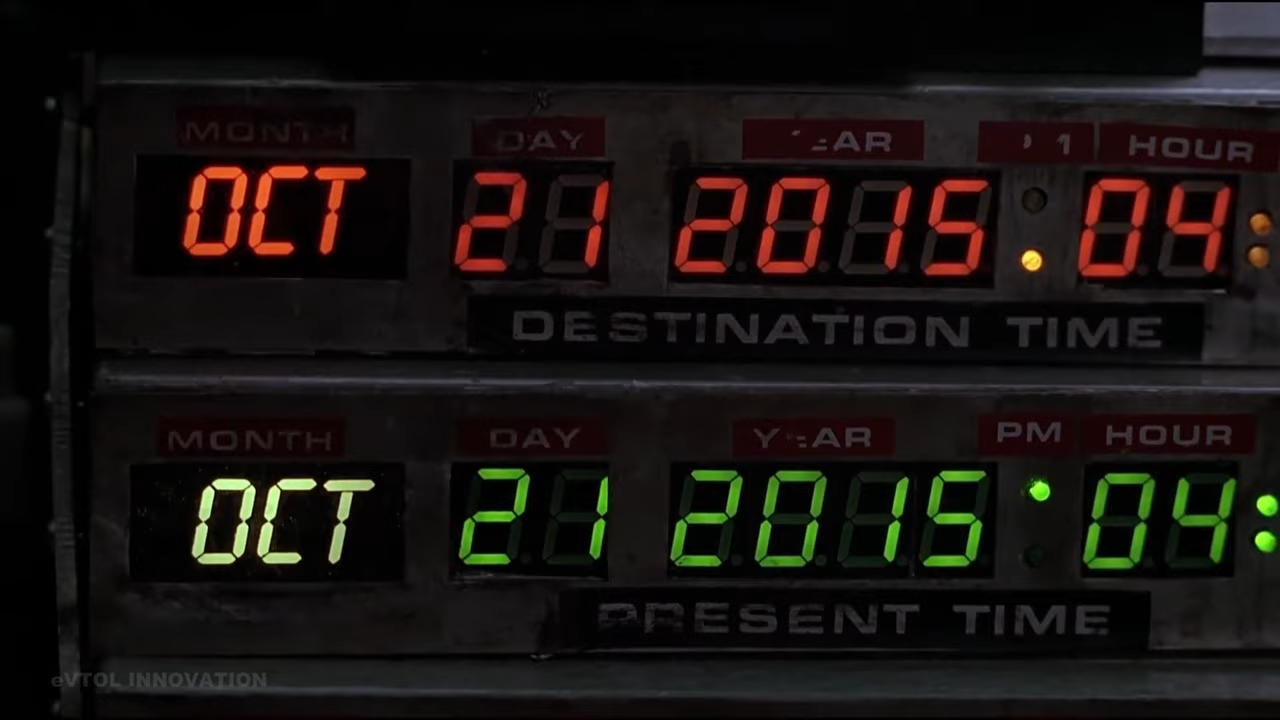 MONTH DAY HOUR
OCT 21 2015 04
DESTINATION TIME
MONTH DAY PM HOUR
OCT 21 2015 04
PRESENT TIME
eVTOL INNOVATION